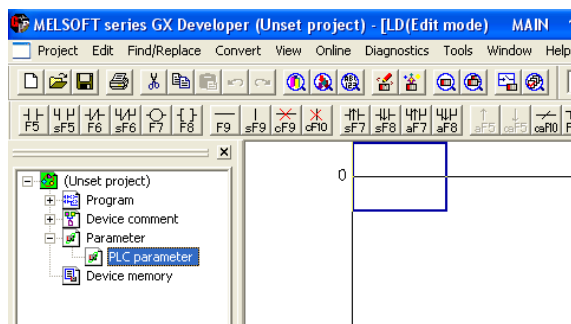 MELSOFT series GX Developer (Unset project) - [LD(Edit mode) MAIN
Project Edit Find/Replace Convert View Online Diagnostics Tools Window Help
F5 sF5 F6 sF6 F7 F8 F9 sF9 cF9 cF10 sF7 sF8 aF7 aF8 aF5 caF5 caF10
(Unset project)
Program
Device comment
Parameter
PLC parameter
Device memory
0